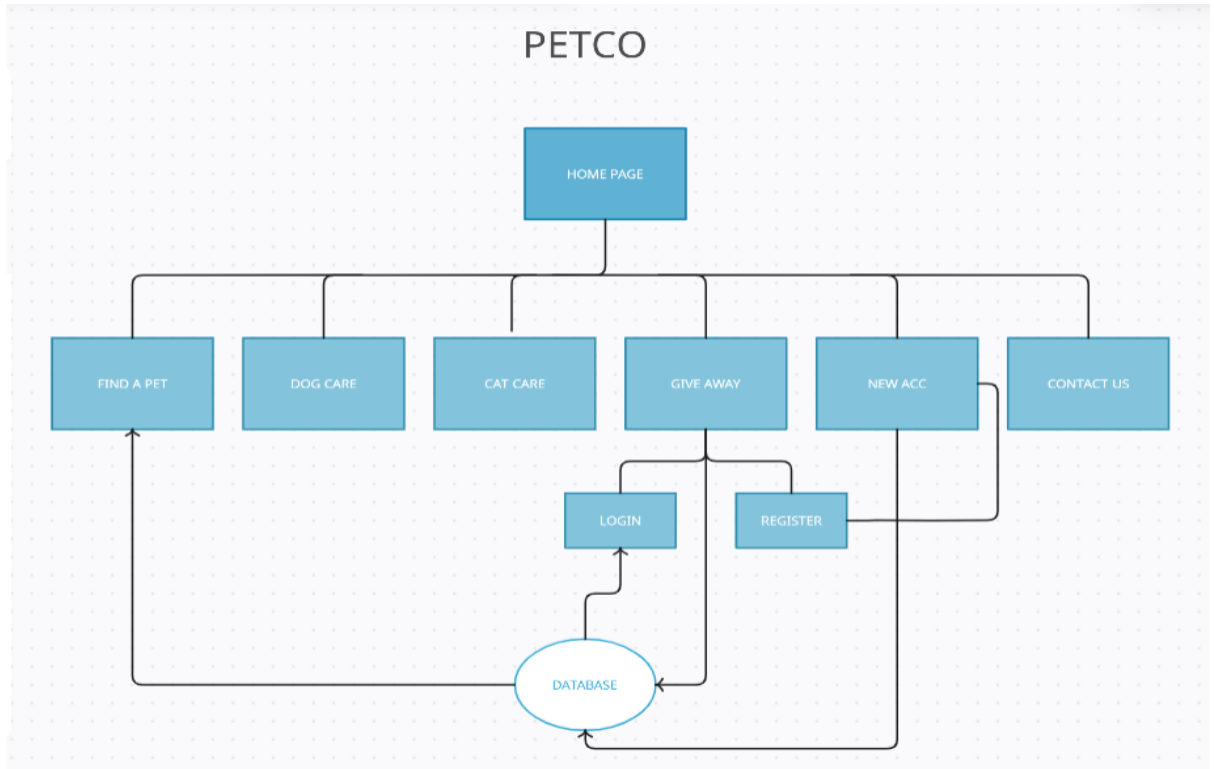 PETCO
HOME PAGE
FIND A PET
DOG CARE
CAT CARE
GIVE AWAY
NEW ACC
CONTACT US
LOGIN
REGISTER
DATABASE